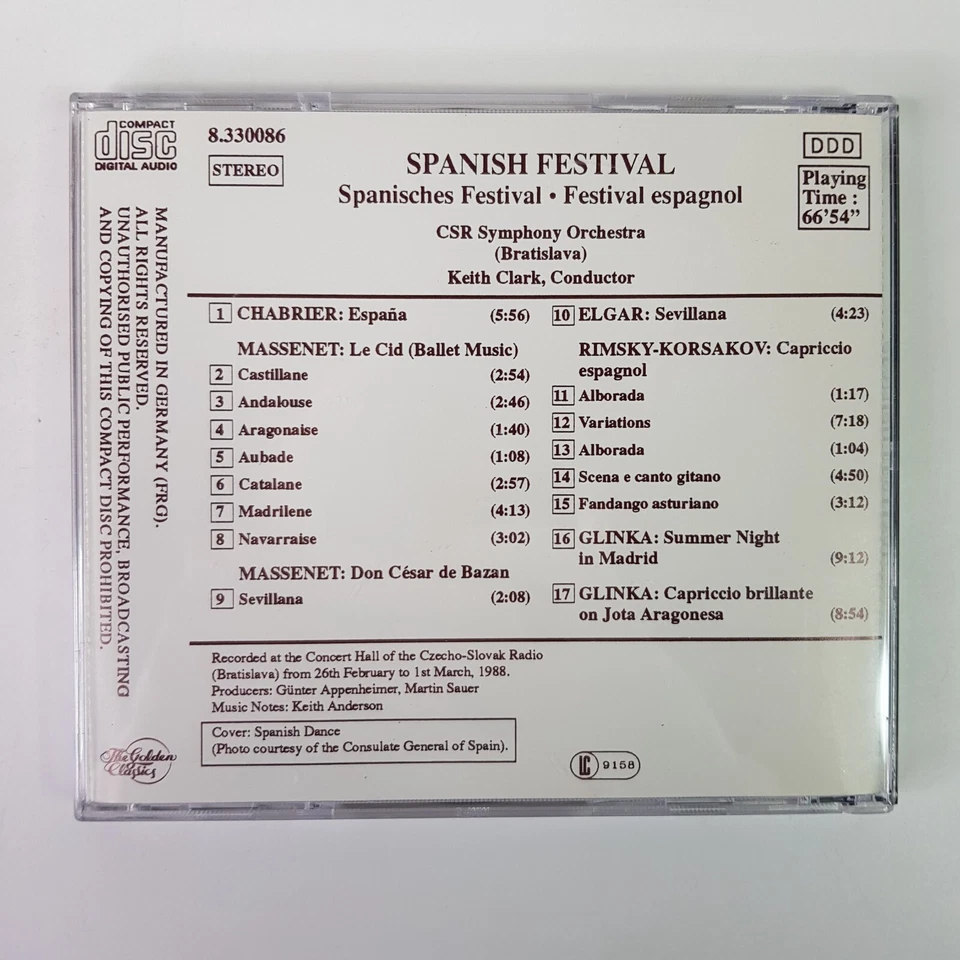 COMPACT
disc
DIGITAL AUDIO
8.330086
STEREO
SPANISH FESTIVAL
Spanisches Festival • Festival espagnol
CSR Symphony Orchestra
(Bratislava)
Keith Clark, Conductor
DDD
Playing
Time :
66'54"
1 CHABRIER: España (5:56)
MASSENET: Le Cid (Ballet Music)
2 Castillane (2:54)
3 Andalouse (2:46)
4 Aragonaise (1:40)
5 Aubade (1:08)
6 Catalane (2:57)
7 Madrilene (4:13)
8 Navarraise (3:02)
MASSENET: Don César de Bazan
9 Sevillana (2:08)
10 ELGAR: Sevillana (4:23)
RIMSKY-KORSAKOV: Capriccio
espagnol
11 Alborada (1:17)
12 Variations (7:18)
13 Alborada (1:04)
14 Scena e canto gitano (4:50)
15 Fandango asturiano (3:12)
16 GLINKA: Summer Night
in Madrid (9:12)
17 GLINKA: Capriccio brillante
on Jota Aragonesa (8:54)
Recorded at the Concert Hall of the Czecho-Slovak Radio
(Bratislava) from 26th February to 1st March, 1988.
Producers: Günter Appenheimer, Martin Sauer
Music Notes: Keith Anderson
Cover: Spanish Dance
(Photo courtesy of the Consulate General of Spain).
LC 9158
MANUFACTURED IN GERMANY (FRG).
ALL RIGHTS RESERVED.
UNAUTHORISED PUBLIC PERFORMANCE, BROADCASTING
AND COPYING OF THIS COMPACT DISC PROHIBITED.
The Golden
Classics